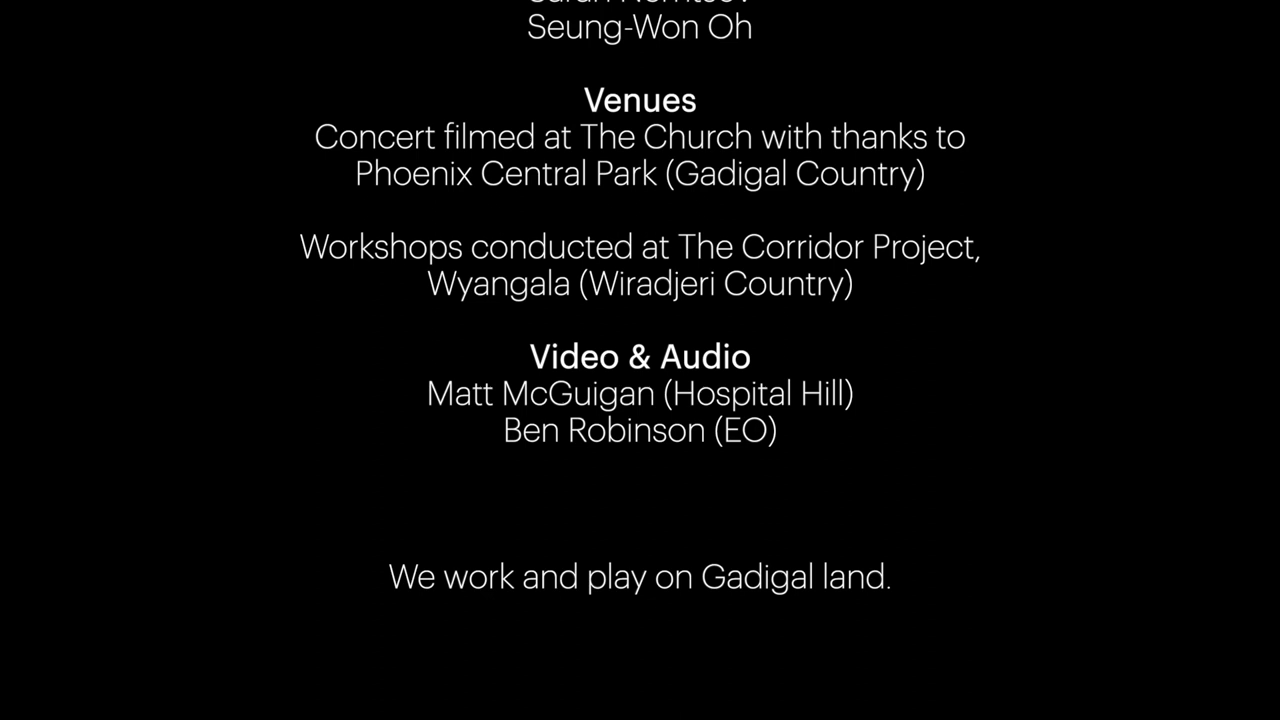 Seung-Won Oh
Venues
Concert filmed at The Church with thanks to
Phoenix Central Park (Gadigal Country)
Workshops conducted at The Corridor Project,
Wyangala (Wiradjeri Country)
Video & Audio
Matt McGuigan (Hospital Hill)
Ben Robinson (EO)
We work and play on Gadigal land.